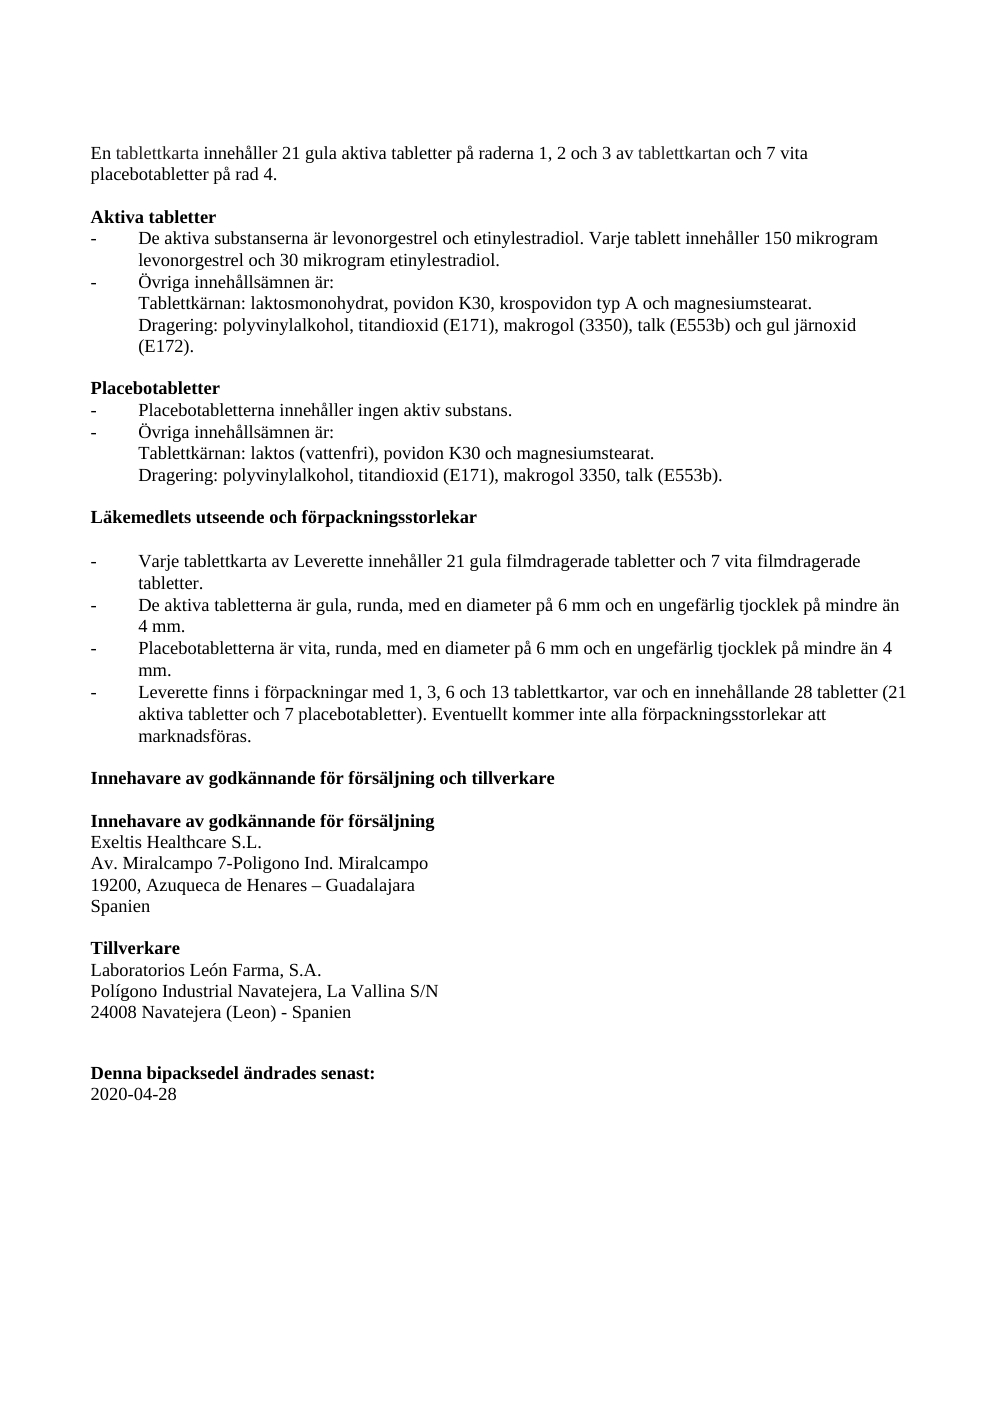 En tablettkarta innehåller 21 gula aktiva tabletter på raderna 1, 2 och 3 av tablettkartan och 7 vita
placebotabletter på rad 4.
Aktiva tabletter
- De aktiva substanserna är levonorgestrel och etinylestradiol. Varje tablett innehåller 150 mikrogram
levonorgestrel och 30 mikrogram etinylestradiol.
- Övriga innehållsämnen är:
Tablettkärnan: laktosmonohydrat, povidon K30, krospovidon typ A och magnesiumstearat.
Dragering: polyvinylalkohol, titandioxid (E171), makrogol (3350), talk (E553b) och gul järnoxid
(E172).
Placebotabletter
- Placebotabletterna innehåller ingen aktiv substans.
- Övriga innehållsämnen är:
Tablettkärnan: laktos (vattenfri), povidon K30 och magnesiumstearat.
Dragering: polyvinylalkohol, titandioxid (E171), makrogol 3350, talk (E553b).
Läkemedlets utseende och förpackningsstorlekar
- Varje tablettkarta av Leverette innehåller 21 gula filmdragerade tabletter och 7 vita filmdragerade
tabletter.
- De aktiva tabletterna är gula, runda, med en diameter på 6 mm och en ungefärlig tjocklek på mindre än
4 mm.
- Placebotabletterna är vita, runda, med en diameter på 6 mm och en ungefärlig tjocklek på mindre än 4
mm.
- Leverette finns i förpackningar med 1, 3, 6 och 13 tablettkartor, var och en innehållande 28 tabletter (21
aktiva tabletter och 7 placebotabletter). Eventuellt kommer inte alla förpackningsstorlekar att
marknadsföras.
Innehavare av godkännande för försäljning och tillverkare
Innehavare av godkännande för försäljning
Exeltis Healthcare S.L.
Av. Miralcampo 7-Poligono Ind. Miralcampo
19200, Azuqueca de Henares – Guadalajara
Spanien
Tillverkare
Laboratorios León Farma, S.A.
Polígono Industrial Navatejera, La Vallina S/N
24008 Navatejera (Leon) - Spanien
Denna bipacksedel ändrades senast:
2020-04-28